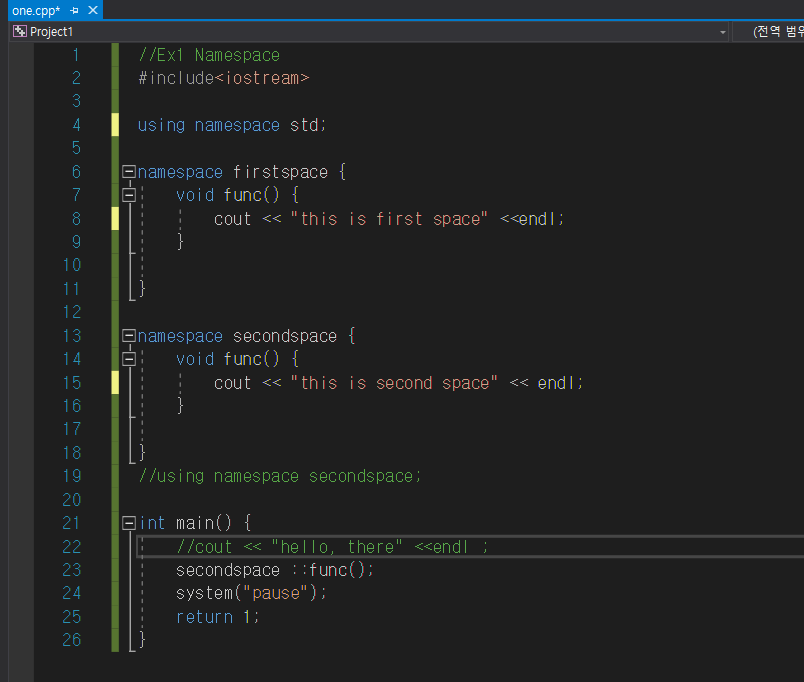 one.cpp*
Project1
(전역 범위
1 //Ex1 Namespace
2 #include<iostream>
3
4 using namespace std;
5
6 namespace firstspace {
7 void func() {
8 cout << "this is first space" <<endl;
9 }
10
11 }
12
13 namespace secondspace {
14 void func() {
15 cout << "this is second space" << endl;
16 }
17
18 }
19 //using namespace secondspace;
20
21 int main() {
22 //cout << "hello, there" <<endl ;
23 secondspace ::func();
24 system("pause");
25 return 1;
26 }